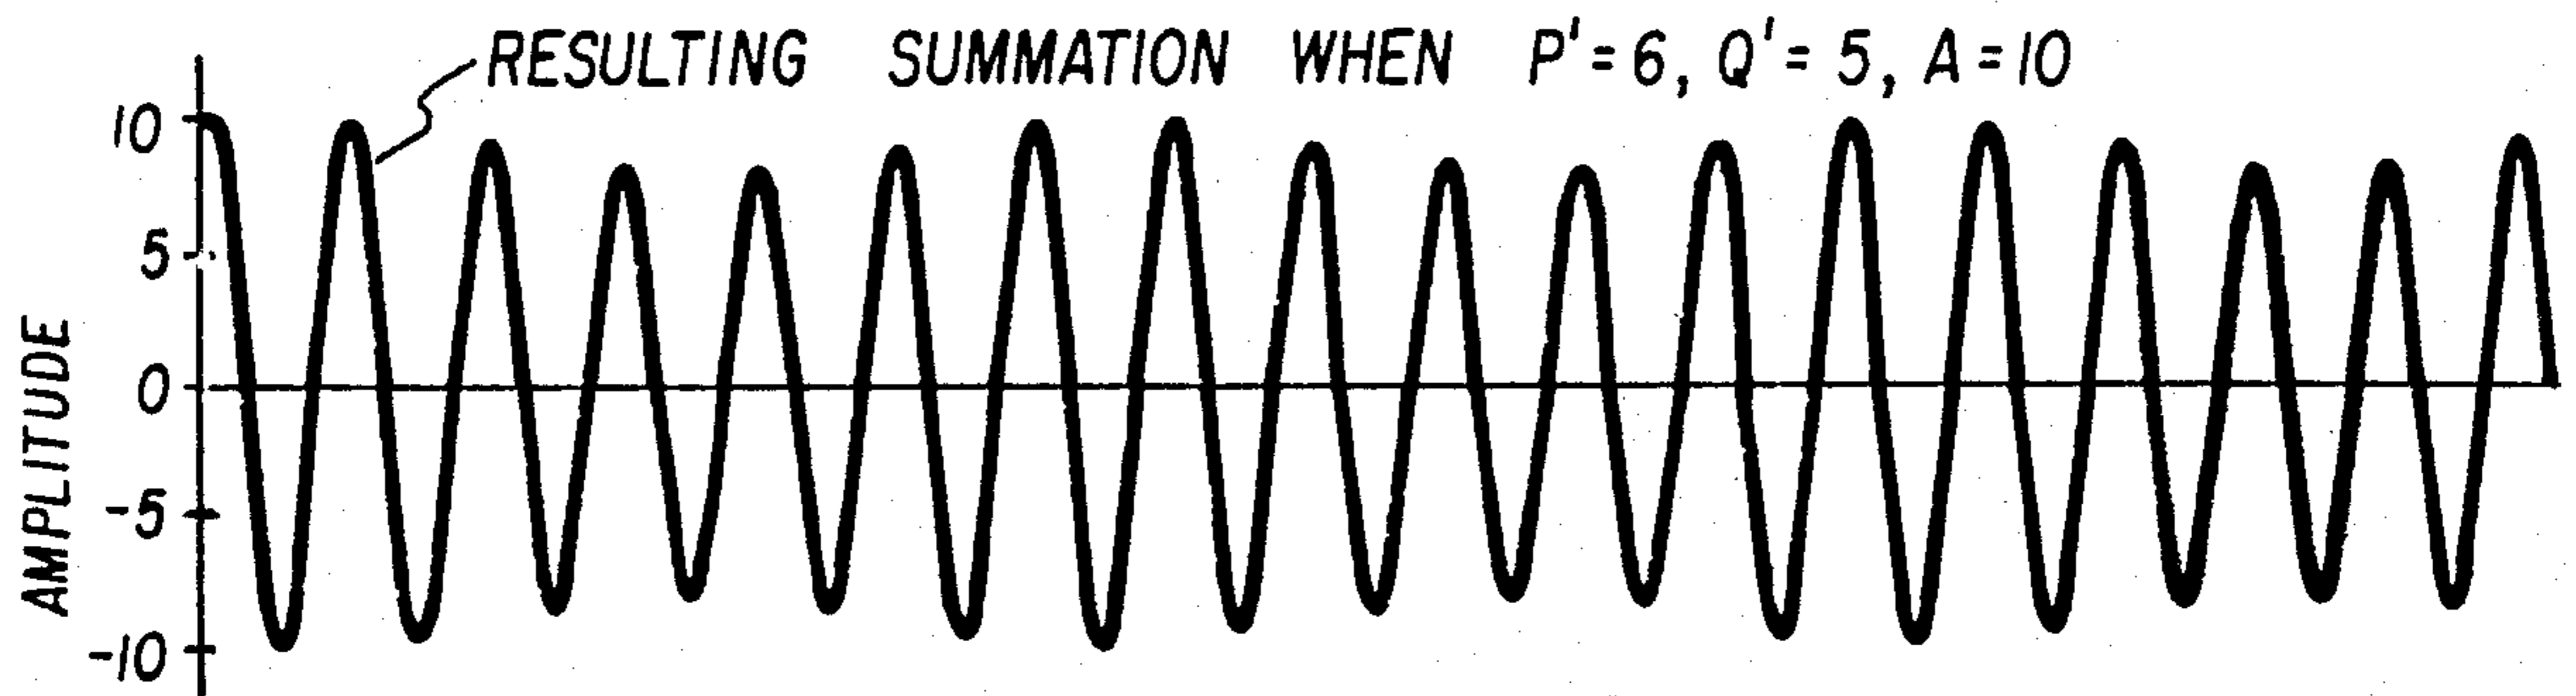 RESULTING SUMMATION WHEN P'=6, Q'=5, A=10
10
5
0
-5
-10
AMPLITUDE